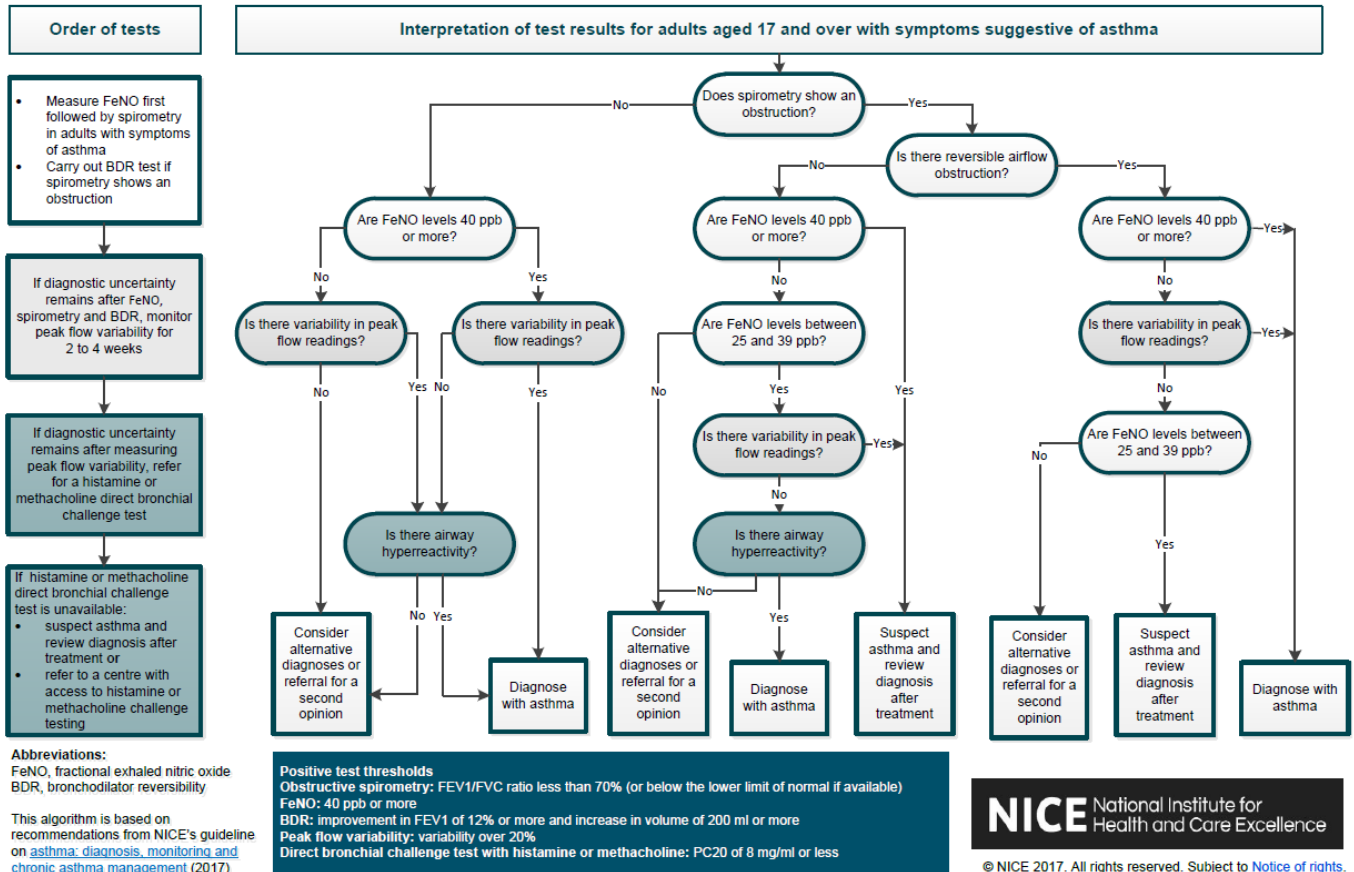 Order of tests
Interpretation of test results for adults aged 17 and over with symptoms suggestive of asthma
• Measure FeNO first
followed by spirometry
in adults with symptoms
of asthma
• Carry out BDR test if
spirometry shows an
obstruction
If diagnostic uncertainty
remains after FeNO,
spirometry and BDR, monitor
peak flow variability for
2 to 4 weeks
If diagnostic uncertainty
remains after measuring
peak flow variability, refer
for a histamine or
methacholine direct bronchial
challenge test
If histamine or methacholine
direct bronchial challenge
test is unavailable:
• suspect asthma and
review diagnosis after
treatment or
• refer to a centre with
access to histamine or
methacholine challenge
testing
Does spirometry show an
obstruction?
No
Yes
Is there reversible airflow
obstruction?
No
Yes
Are FeNO levels 40 ppb
or more?
Are FeNO levels 40 ppb
or more?
Are FeNO levels 40 ppb
or more?
Yes
No
Yes
No
No
Is there variability in peak
flow readings?
Is there variability in peak
flow readings?
Are FeNO levels between
25 and 39 ppb?
Is there variability in peak
flow readings?
Yes
No
Yes
No
Yes
No
Yes
Yes
No
Is there variability in peak
flow readings?
Yes
Are FeNO levels between
25 and 39 ppb?
No
No
Is there airway
hyperreactivity?
Is there airway
hyperreactivity?
Yes
No
Yes
No
Yes
Consider
alternative
diagnoses or
referral for a
second
opinion
Diagnose
with asthma
Consider
alternative
diagnoses or
referral for a
second
opinion
Diagnose
with asthma
Suspect
asthma and
review
diagnosis
after
treatment
Consider
alternative
diagnoses or
referral for a
second
opinion
Suspect
asthma and
review
diagnosis
after
treatment
Diagnose with
asthma
Abbreviations:
FeNO, fractional exhaled nitric oxide
BDR, bronchodilator reversibility
This algorithm is based on
recommendations from NICE's guideline
on asthma: diagnosis, monitoring and
chronic asthma management (2017)
Positive test thresholds
Obstructive spirometry: FEV1/FVC ratio less than 70% (or below the lower limit of normal if available)
FeNO: 40 ppb or more
BDR: improvement in FEV1 of 12% or more and increase in volume of 200 ml or more
Peak flow variability: variability over 20%
Direct bronchial challenge test with histamine or methacholine: PC20 of 8 mg/ml or less
NICE National Institute for
Health and Care Excellence
© NICE 2017. All rights reserved. Subject to Notice of rights.